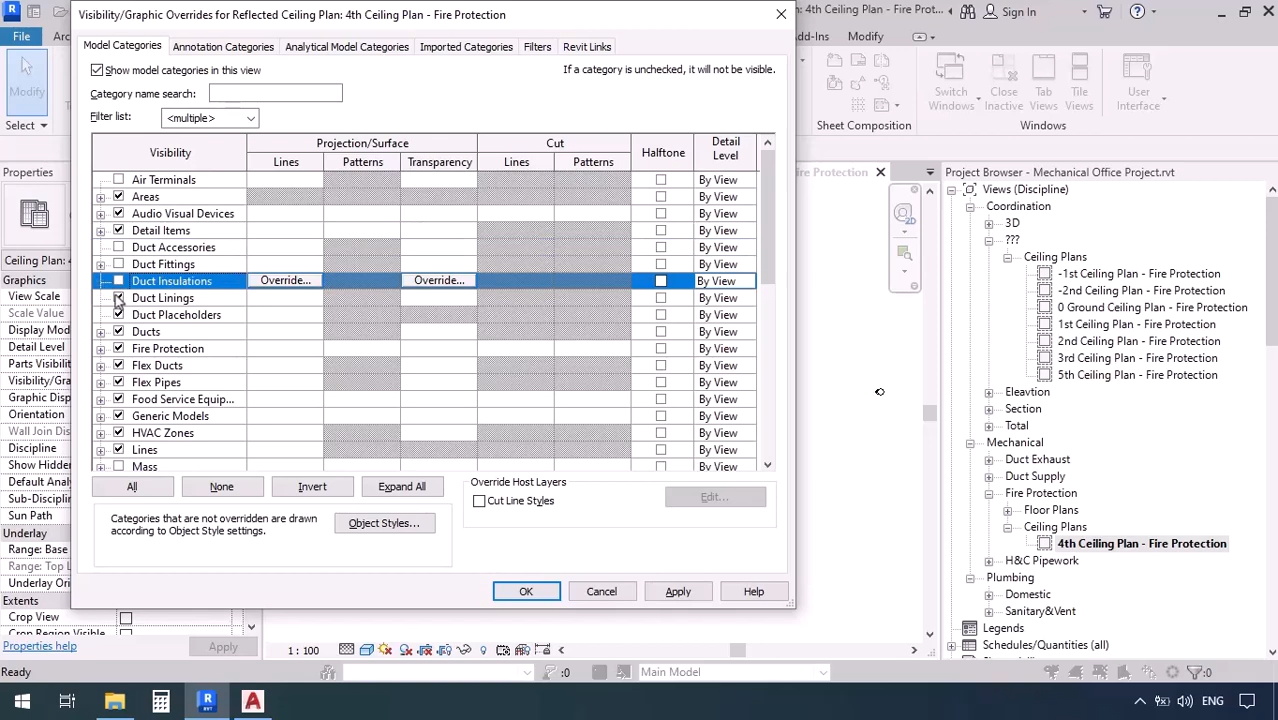 Visibility/Graphic Overrides for Reflected Ceiling Plan: 4th Ceiling Plan - Fire Protection
4th Ceiling Plan - Fire Prot...
Sign In
File
Add-Ins
Modify
Model Categories
Annotation Categories
Analytical Model Categories
Imported Categories
Filters
Revit Links
Show model categories in this view
If a category is unchecked, it will not be visible.
Category name search:
Filter list:
<multiple>
Modify
Select
Switch Windows
Close Inactive
Tab Views
Tile Views
User Interface
Sheet Composition
Windows
Visibility
Projection/Surface
Cut
Halftone
Detail Level
Lines
Patterns
Transparency
Lines
Patterns
Air Terminals
By View
Areas
By View
Audio Visual Devices
By View
Detail Items
By View
Duct Accessories
By View
Duct Fittings
By View
Duct Insulations
Override...
Override...
By View
Duct Linings
By View
Duct Placeholders
By View
Ducts
By View
Fire Protection
By View
Flex Ducts
By View
Flex Pipes
By View
Food Service Equip...
By View
Generic Models
By View
HVAC Zones
By View
Lines
By View
Mass
By View
All
None
Invert
Expand All
Override Host Layers
Cut Line Styles
Edit...
Categories that are not overridden are drawn
according to Object Style settings.
Object Styles...
OK
Cancel
Apply
Help
Properties
Ceiling Plan:
Graphics
View Scale
Scale Value
Display Mod
Detail Level
Parts Visibility
Visibility/Gra
Graphic Disp
Orientation
Wall Join Dis
Discipline
Show Hidden
Default Analy
Sub-Disciplin
Sun Path
Underlay
Range: Base
Range: Top L
Underlay Ori
Extents
Crop View
Crop Region Visible
Properties help
Apply
ire Protection
2D
Project Browser - Mechanical Office Project.rvt
Views (Discipline)
Coordination
3D
???
Ceiling Plans
-1st Ceiling Plan - Fire Protection
-2nd Ceiling Plan - Fire Protection
0 Ground Ceiling Plan - Fire Protection
1st Ceiling Plan - Fire Protection
2nd Ceiling Plan - Fire Protection
3rd Ceiling Plan - Fire Protection
5th Ceiling Plan - Fire Protection
Eleavtion
Section
Total
Mechanical
Duct Exhaust
Duct Supply
Fire Protection
Floor Plans
Ceiling Plans
4th Ceiling Plan - Fire Protection
H&C Pipework
Plumbing
Domestic
Sanitary&Vent
Legends
Schedules/Quantities (all)
1 : 100
Ready
:0
Main Model
:0
ENG